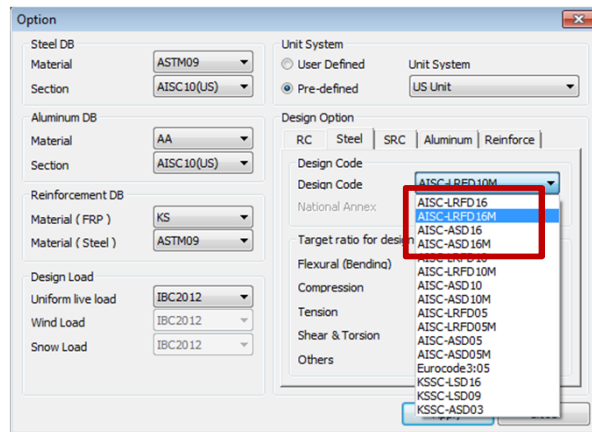 Option
Steel DB
Material
ASTM09
Section
AISC10(US)
Aluminum DB
Material
AA
Section
AISC10(US)
Reinforcement DB
Material ( FRP )
KS
Material ( Steel )
ASTM09
Design Load
Uniform live load
IBC2012
Wind Load
IBC2012
Snow Load
IBC2012
Unit System
User Defined
Unit System
Pre-defined
US Unit
Design Option
RC
Steel
SRC
Aluminum
Reinforce
Design Code
Design Code
AISC-LRFD10M
National Annex
Target ratio for desig
Flexural (Bending)
Compression
Tension
Shear & Torsion
Others
AISC-LRFD16
AISC-LRFD16M
AISC-ASD16
AISC-ASD16M
AISC-LRFD10
AISC-LRFD10M
AISC-ASD10
AISC-ASD10M
AISC-LRFD05
AISC-LRFD05M
AISC-ASD05
AISC-ASD05M
Eurocode3:05
KSSC-LSD16
KSSC-LSD09
KSSC-ASD03